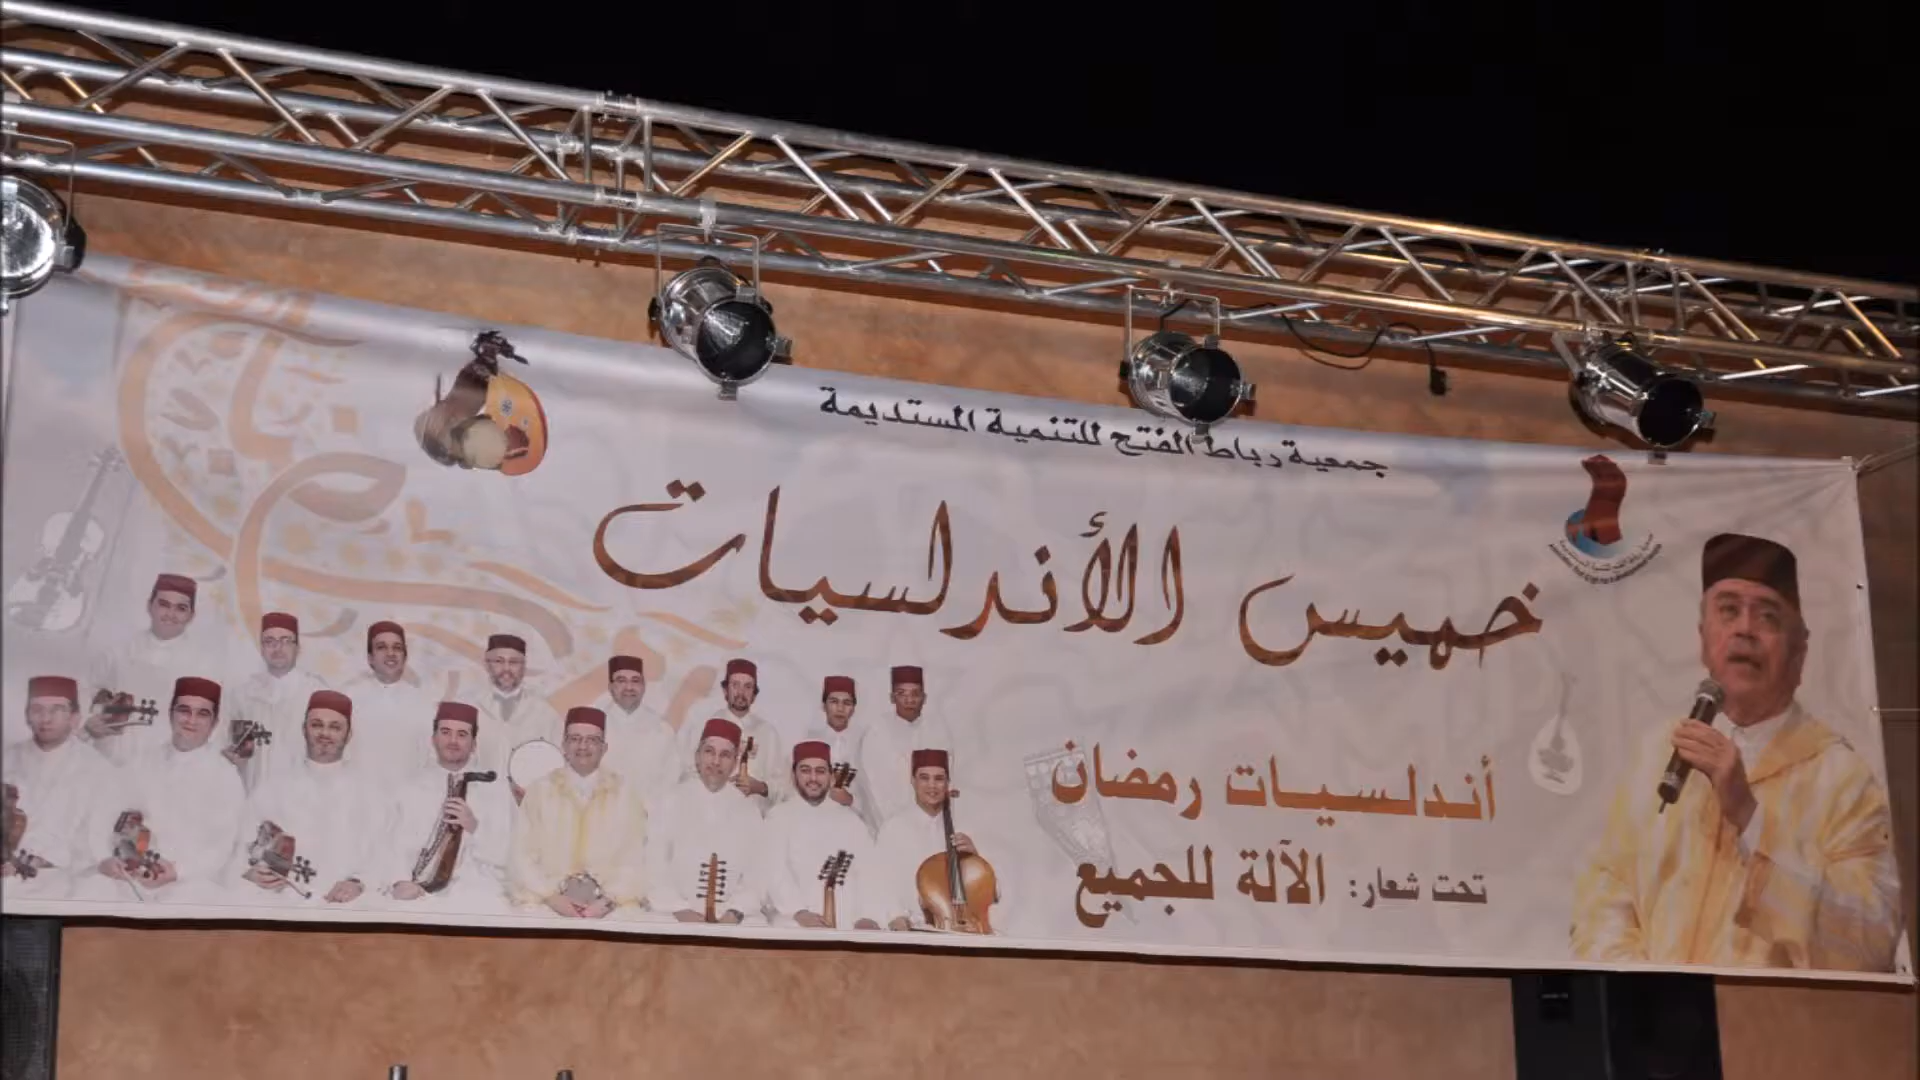 جمعية رباط الفتح للتنمية المستديمة
خميس الأندلسيات
أندلسيات رمضان
تحت شعار: الآلة للجميع